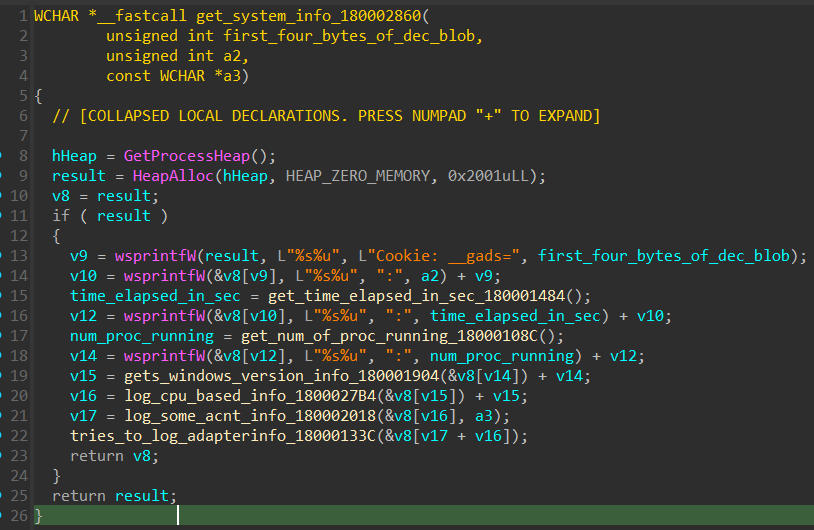 1 WCHAR *__fastcall get_system_info_180002860(
2 unsigned int first_four_bytes_of_dec_blob,
3 unsigned int a2,
4 const WCHAR *a3)
5 {
6 // [COLLAPSED LOCAL DECLARATIONS. PRESS NUMPAD "+" TO EXPAND]
7
8 hHeap = GetProcessHeap();
9 result = HeapAlloc(hHeap, HEAP_ZERO_MEMORY, 0x2001uLL);
10 v8 = result;
11 if ( result )
12 {
13 v9 = wsprintfW(result, L"%s%u", L"Cookie: __gads=", first_four_bytes_of_dec_blob);
14 v10 = wsprintfW(&v8[v9], L"%s%u", ":", a2) + v9;
15 time_elapsed_in_sec = get_time_elapsed_in_sec_180001484();
16 v12 = wsprintfW(&v8[v10], L"%s%u", ":", time_elapsed_in_sec) + v10;
17 num_proc_running = get_num_of_proc_running_18000108C();
18 v14 = wsprintfW(&v8[v12], L"%s%u", ":", num_proc_running) + v12;
19 v15 = gets_windows_version_info_180001904(&v8[v14]) + v14;
20 v16 = log_cpu_based_info_1800027B4(&v8[v15]) + v15;
21 v17 = log_some_acnt_info_180002018(&v8[v16], a3);
22 tries_to_log_adapterinfo_18000133C(&v8[v17 + v16]);
23 return v8;
24 }
25 return result;
26 }